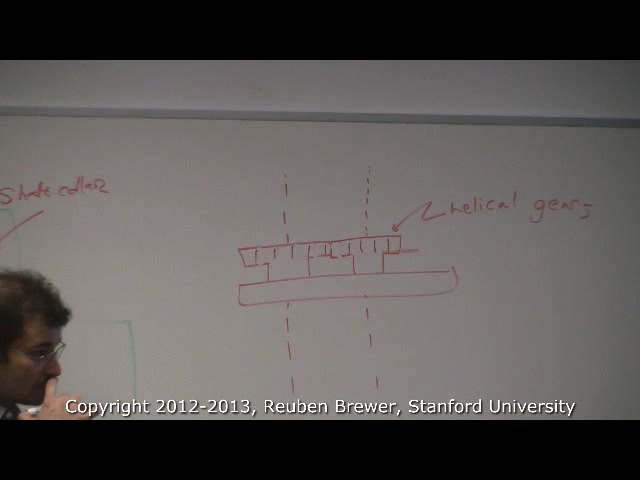 Shaft collar
helical gears
Copyright 2012-2013, Reuben Brewer, Stanford University